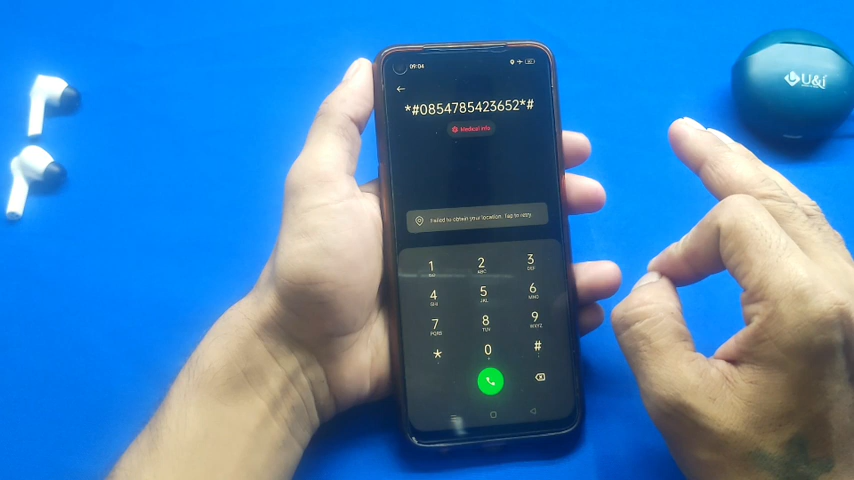 09:04
*#0854785423652*#
Medical info
Failed to obtain your location. Tap to retry
1
2
ABC
3
DEF
4
GHI
5
JKL
6
MNO
7
PQRS
8
TUV
9
WXYZ
*
0
+
#
U&i